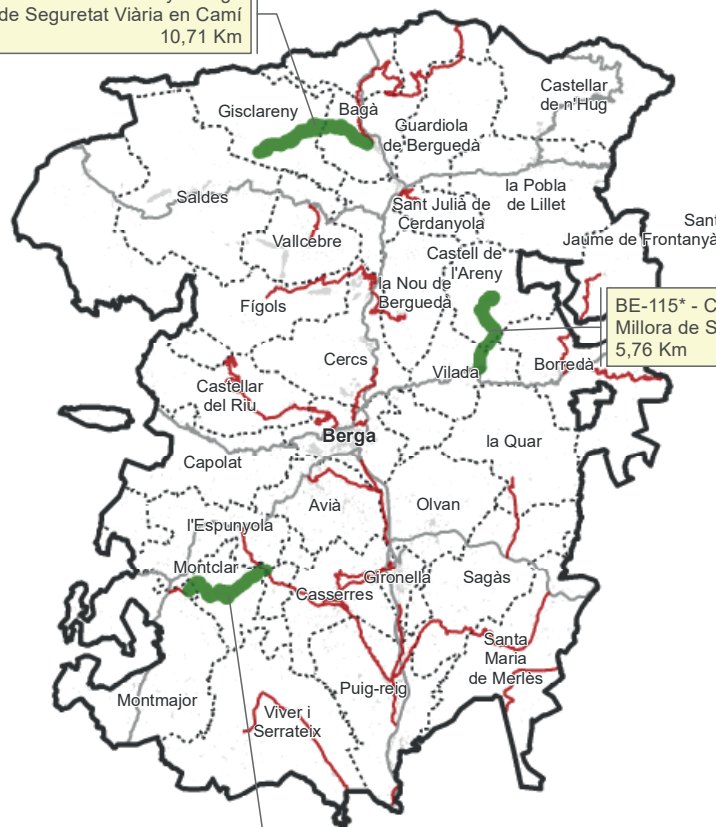 de Seguretat Viària en Camí
10,71 Km
Castellar
de n'Hug
Gisclareny
Bagà
Guardiola
de Berguedà
la Pobla
de Lillet
Saldes
Sant Julià de
Cerdanyola
Sant
Jaume de Frontanyà
Vallcebre
Castell de
l'Areny
la Nou de
Berguedà
Fígols
BE-115* - C
Millora de S
5,76 Km
Cercs
Vilada
Borredà
Castellar
del Riu
Berga
la Quar
Capolat
Avià
Olvan
l'Espunyola
Montclar
Gironella
Sagàs
Casserres
Santa
Maria
de Merlès
Puig-reig
Montmajor
Viver i
Serrateix